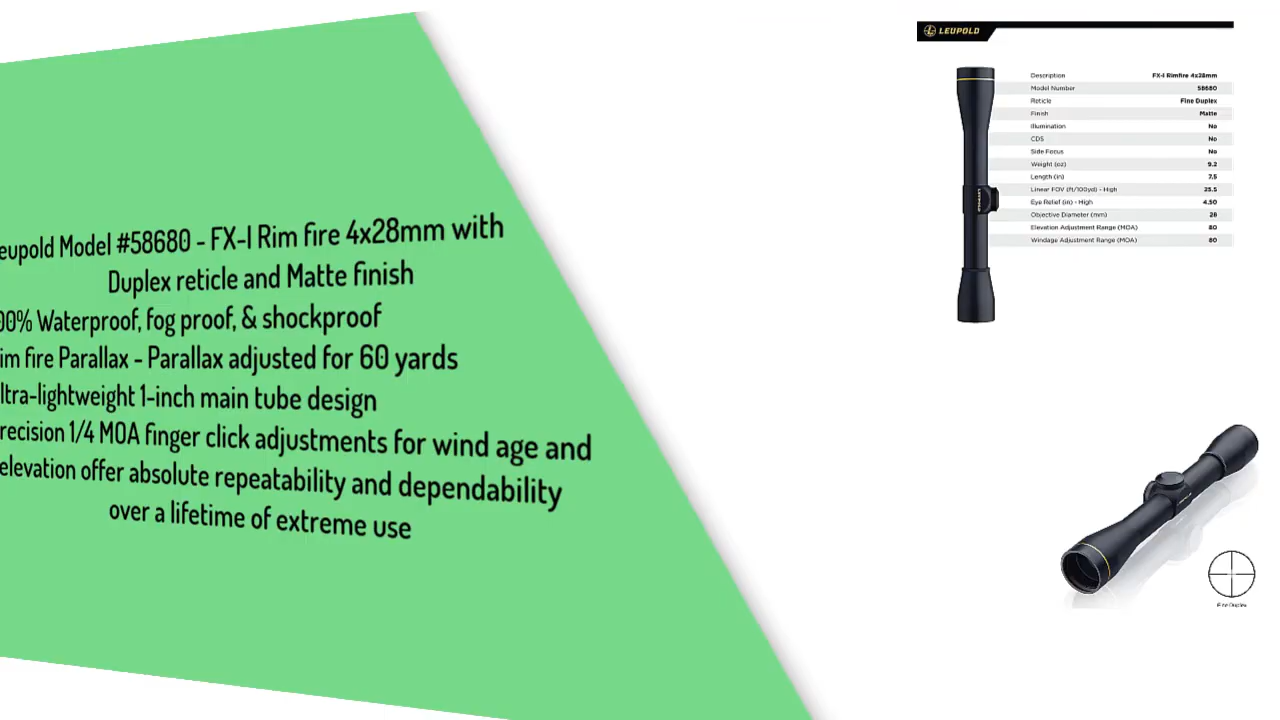 eupold Model #58680 - FX-I Rim fire 4x28mm with
Duplex reticle and Matte finish
00% Waterproof, fog proof, & shockproof
im fire Parallax - Parallax adjusted for 60 yards
ltra-lightweight 1-inch main tube design
recision 1/4 MOA finger click adjustments for wind age and
elevation offer absolute repeatability and dependability
over a lifetime of extreme use
LEUPOLD
Description FX-I Rimfire 4x28mm
Model Number 58680
Reticle Fine Duplex
Finish Matte
Illumination No
CDS No
Side Focus No
Weight (oz) 9.2
Length (in) 7.5
Linear FOV (ft/100yd) - High 25.5
Eye Relief (in) - High 4.50
Objective Diameter (mm) 28
Elevation Adjustment Range (MOA) 80
Windage Adjustment Range (MOA) 80
LEUPOLD
Fine Duplex